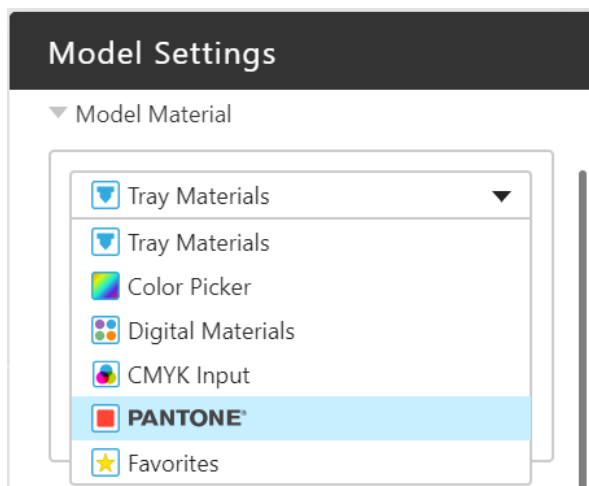 Model Settings
Model Material
Tray Materials
Tray Materials
Color Picker
Digital Materials
CMYK Input
PANTONE®
Favorites